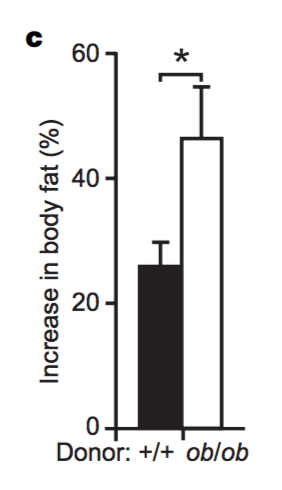 c
*
60
40
20
0
Increase in body fat (%)
Donor: +/+ ob/ob